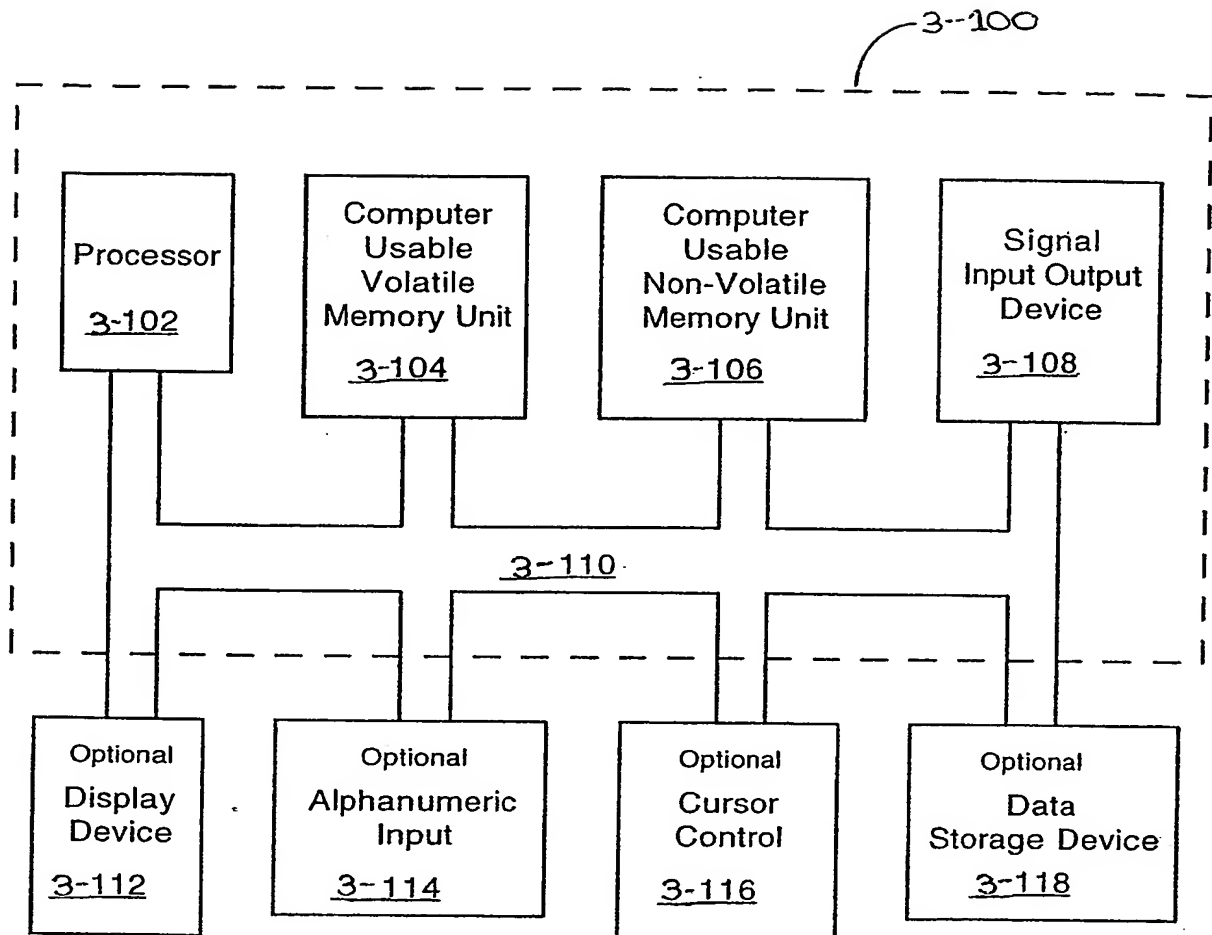 3--100
Processor
3-102
Computer
Usable
Volatile
Memory Unit
3-104
Computer
Usable
Non-Volatile
Memory Unit
3-106
Signal
Input Output
Device
3-108
3-110
Optional
Display
Device
3-112
Optional
Alphanumeric
Input
3-114
Optional
Cursor
Control
3-116
Optional
Data
Storage Device
3-118